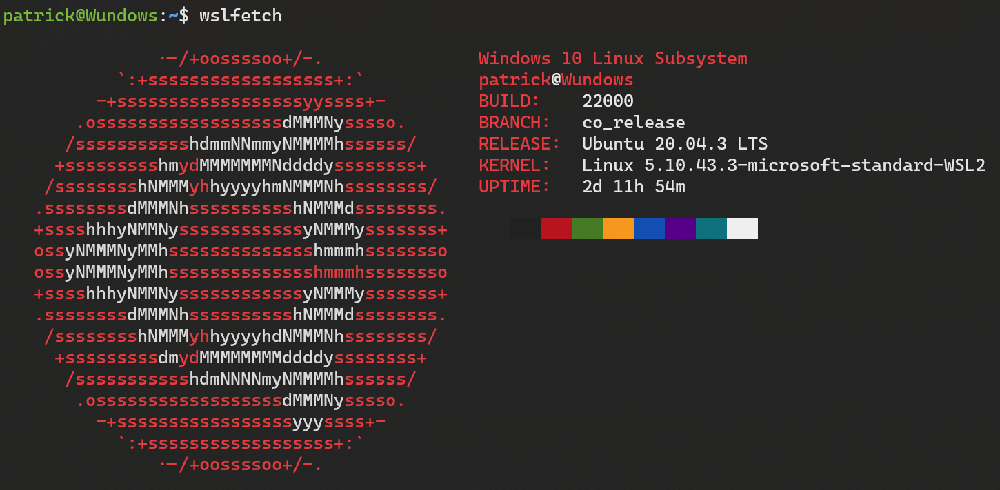 patrick@Wundows:~$ wslfetch
.-/+oossssoo+/-. Windows 10 Linux Subsystem
`:+ssssssssssssssssss+:` patrick@Wundows
-+ssssssssssssssssssyyssss+- BUILD: 22000
.ossssssssssssssssssdMMMNysssso. BRANCH: co_release
/ssssssssssshdmmNNmmyNMMMMhssssss/ RELEASE: Ubuntu 20.04.3 LTS
+ssssssssshmydMMMMMMMNddddyssssssss+ KERNEL: Linux 5.10.43.3-microsoft-standard-WSL2
/sssssssshNMMMyhhyyyyhmNMMMNhssssssss/ UPTIME: 2d 11h 54m
.ssssssssdMMMNhsssssssssshNMMMdssssssss.
+sssshhhyNMMNyssssssssssssyNMMMysssssss+
ossyNMMMNyMMhsssssssssssssshmmmhssssssso
ossyNMMMNyMMhsssssssssssssshmmmhssssssso
+sssshhhyNMMNyssssssssssssyNMMMysssssss+
.ssssssssdMMMNhsssssssssshNMMMdssssssss.
/sssssssshNMMMyhhyyyyhdNMMMNhssssssss/
+sssssssssdmydMMMMMMMMddddyssssssss+
/ssssssssssshdmNNNNmyNMMMMhssssss/
.ossssssssssssssssssdMMMNysssso.
-+sssssssssssssssssyyyssss+-
`:+ssssssssssssssssss+:`
.-/+oossssoo+/-.